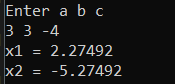 Enter a b c
3 3 -4
x1 = 2.27492
x2 = -5.27492